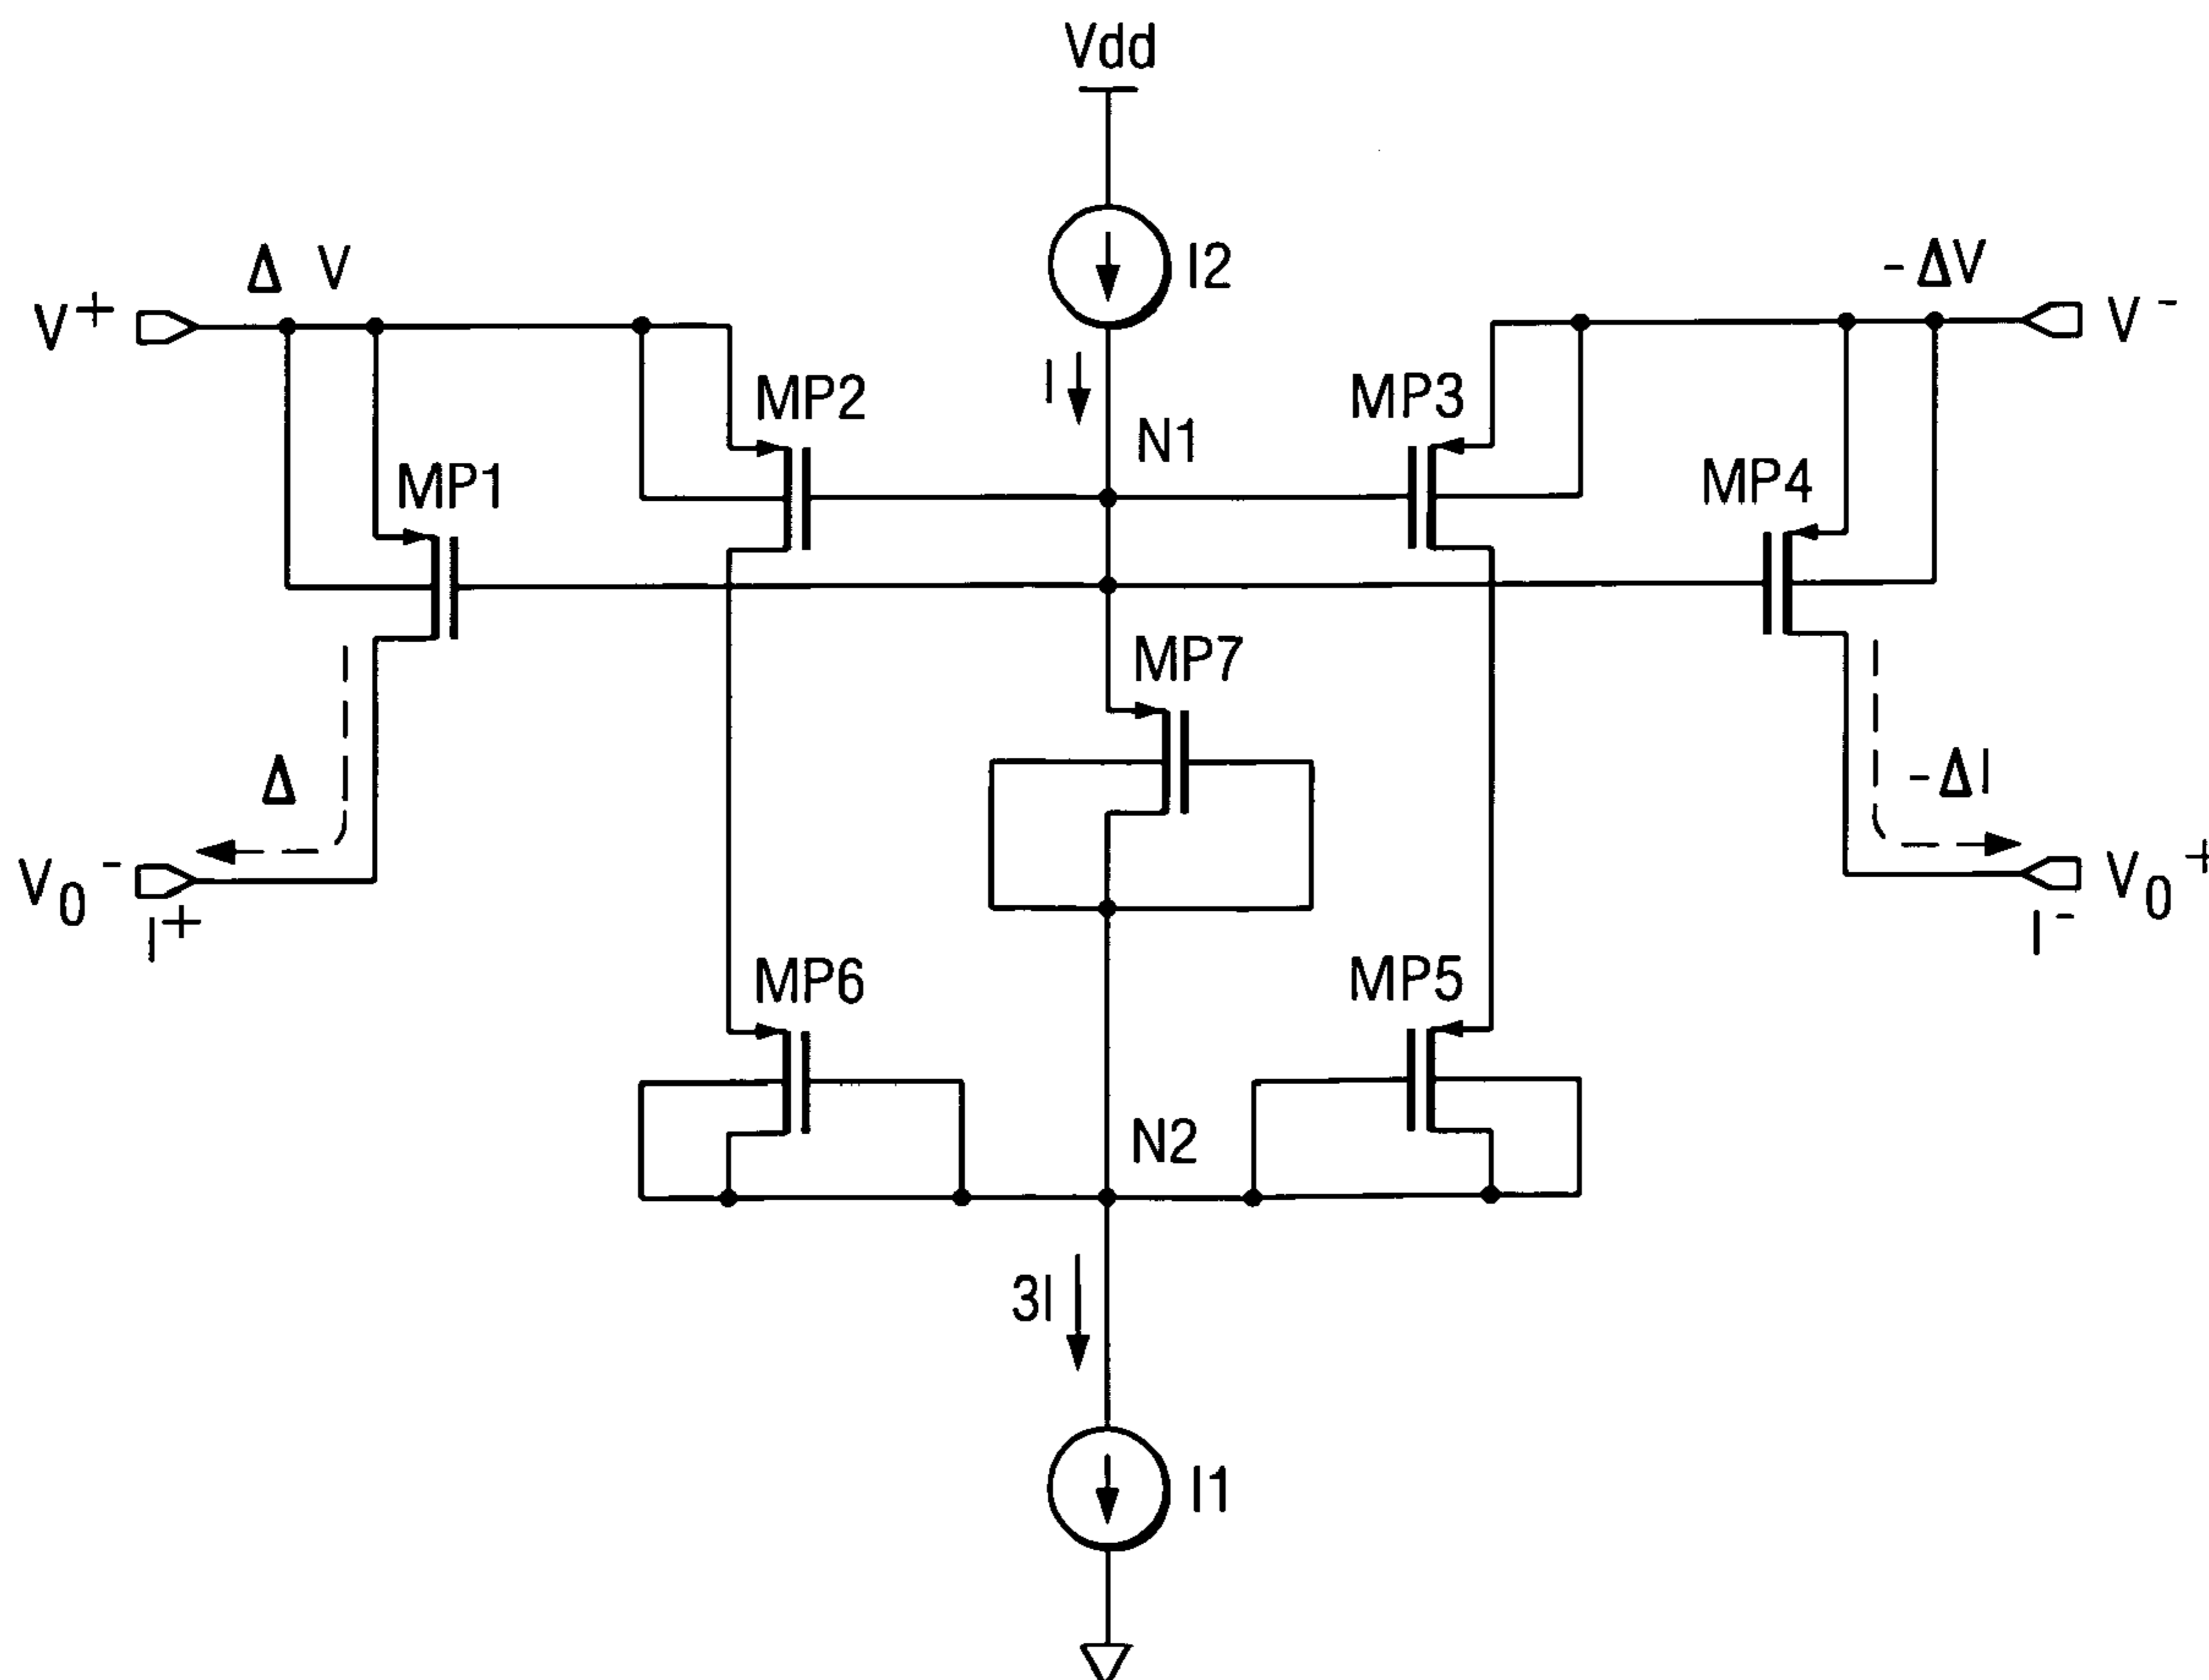 Vdd
Δ V
-ΔV
V+
I2
V-
MP2
I
MP3
N1
MP1
MP4
MP7
Δ
-ΔI
V0-
I+
V0+
I-
MP6
MP5
N2
3I
I1